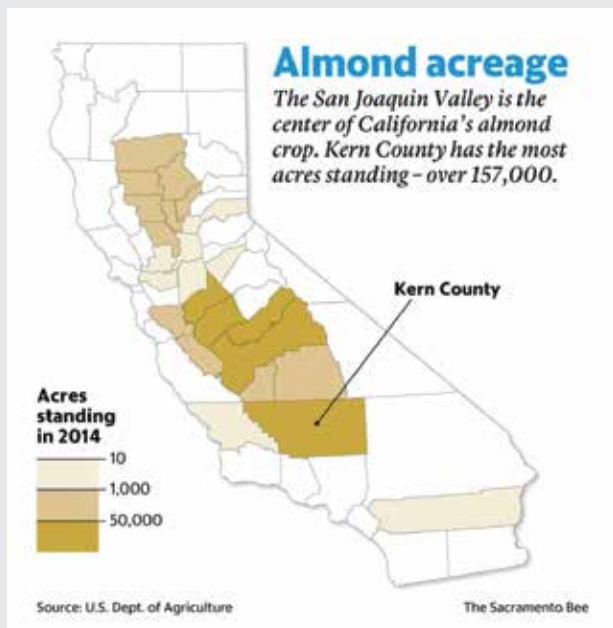 Almond acreage
The San Joaquin Valley is the
center of California's almond
crop. Kern County has the most
acres standing – over 157,000.
Kern County
Acres
standing
in 2014
10
1,000
50,000
Source: U.S. Dept. of Agriculture
The Sacramento Bee